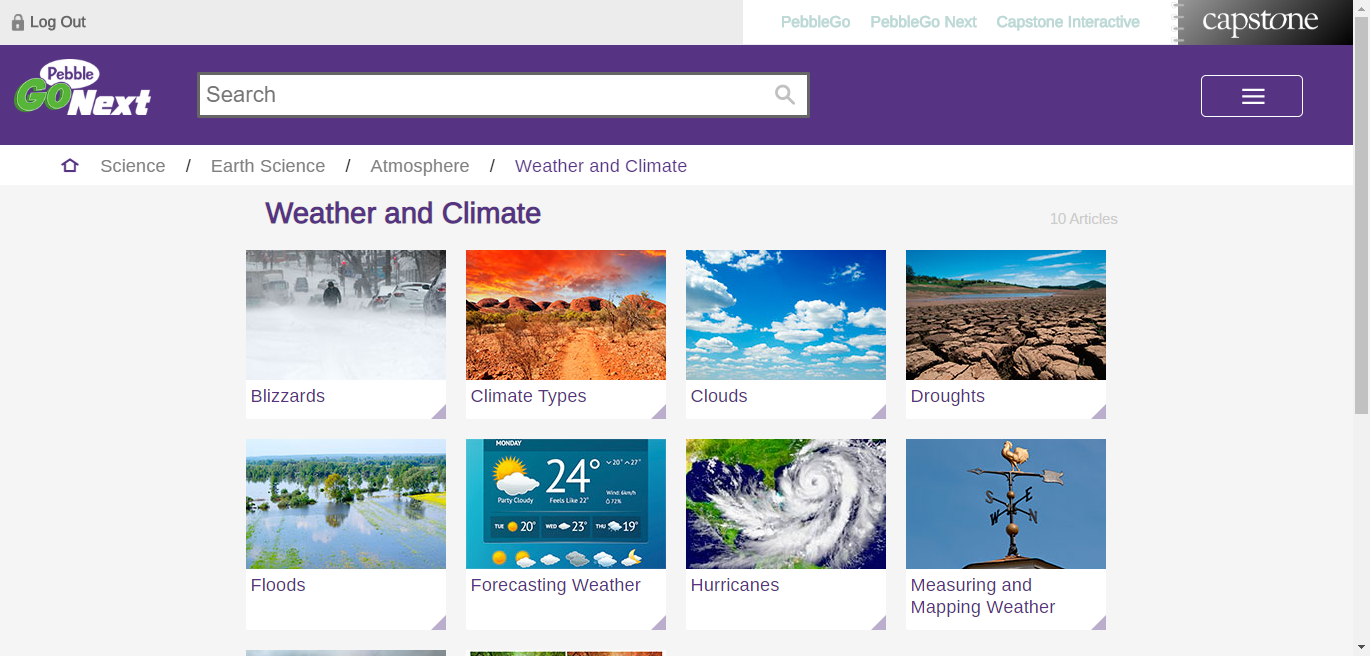 Log Out
PebbleGo PebbleGo Next Capstone Interactive
capstone
Pebble
GO Next
Search
Science / Earth Science / Atmosphere / Weather and Climate
Weather and Climate
10 Articles
Blizzards
Climate Types
Clouds
Droughts
MONDAY
24°
20° 27°
Wind: 6km/h
72%
Party Cloudy
Feels Like 22°
TUE 20° WED 23° THU 19°
S E
W N
Floods
Forecasting Weather
Hurricanes
Measuring and
Mapping Weather